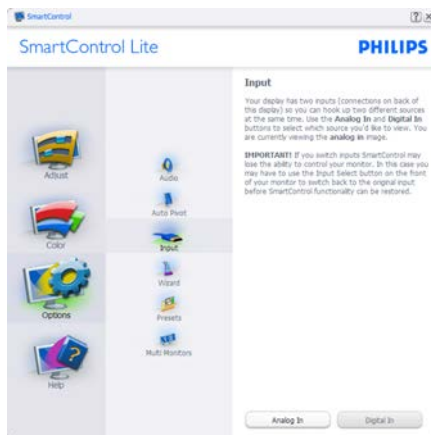 SmartControl
SmartControl Lite
PHILIPS
Adjust
Color
Options
Help
Audio
Auto Pivot
Input
Wizard
Presets
Multi Monitors
Input
Your display has two inputs (connections on back of
this display) so you can hook up two different sources
at the same time. Use the Analog In and Digital In
buttons to select which source you'd like to view. You
are currently viewing the analog in image.
IMPORTANT! If you switch inputs SmartControl may
lose the ability to control your monitor. In this case you
may have to use the Input Select button on the front
of your monitor to switch back to the original input
before SmartControl functionality can be restored.
Analog In
Digital In